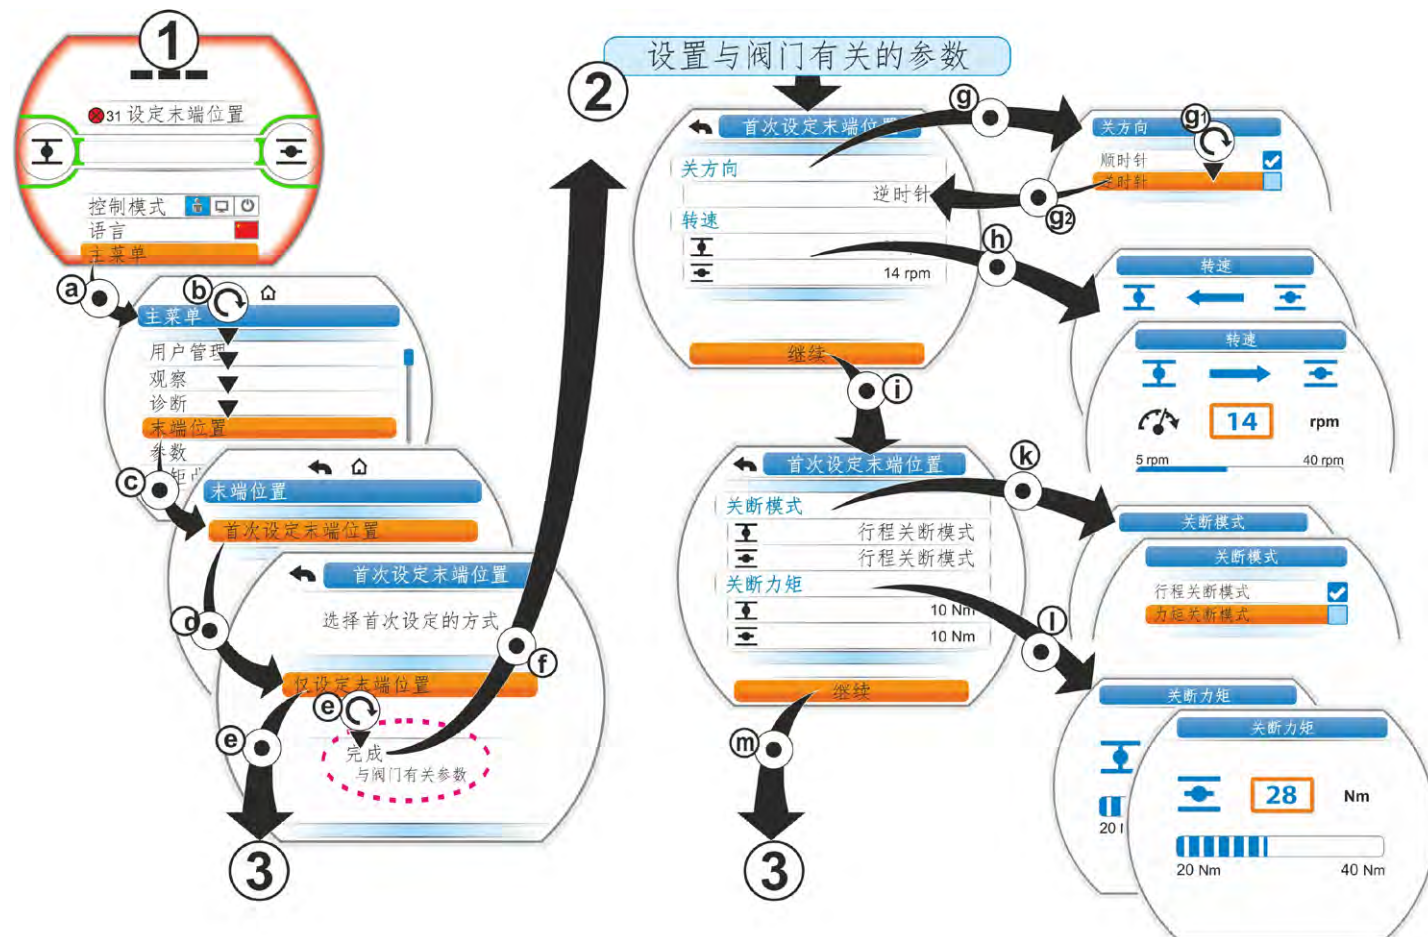 1
31 设定末端位置
控制模式
语言
主菜单
a
b
主菜单
用户管理
观察
诊断
末端位置
参数
c
末端位置
首次设定末端位置
d
首次设定末端位置
选择首次设定的方式
f
仅设定末端位置
e
e
完成
与阀门有关参数
3
设置与阀门有关的参数
2
首次设定末端位置
关方向
逆时针
转速
14 rpm
继续
g
关方向
g1
顺时针
逆时针
g2
h
转速
转速
14
rpm
5 rpm
40 rpm
i
首次设定末端位置
关断模式
行程关断模式
行程关断模式
关断力矩
10 Nm
10 Nm
继续
k
关断模式
关断模式
行程关断模式
力矩关断模式
l
关断力矩
20
关断力矩
28
Nm
20 Nm
40 Nm
m
3